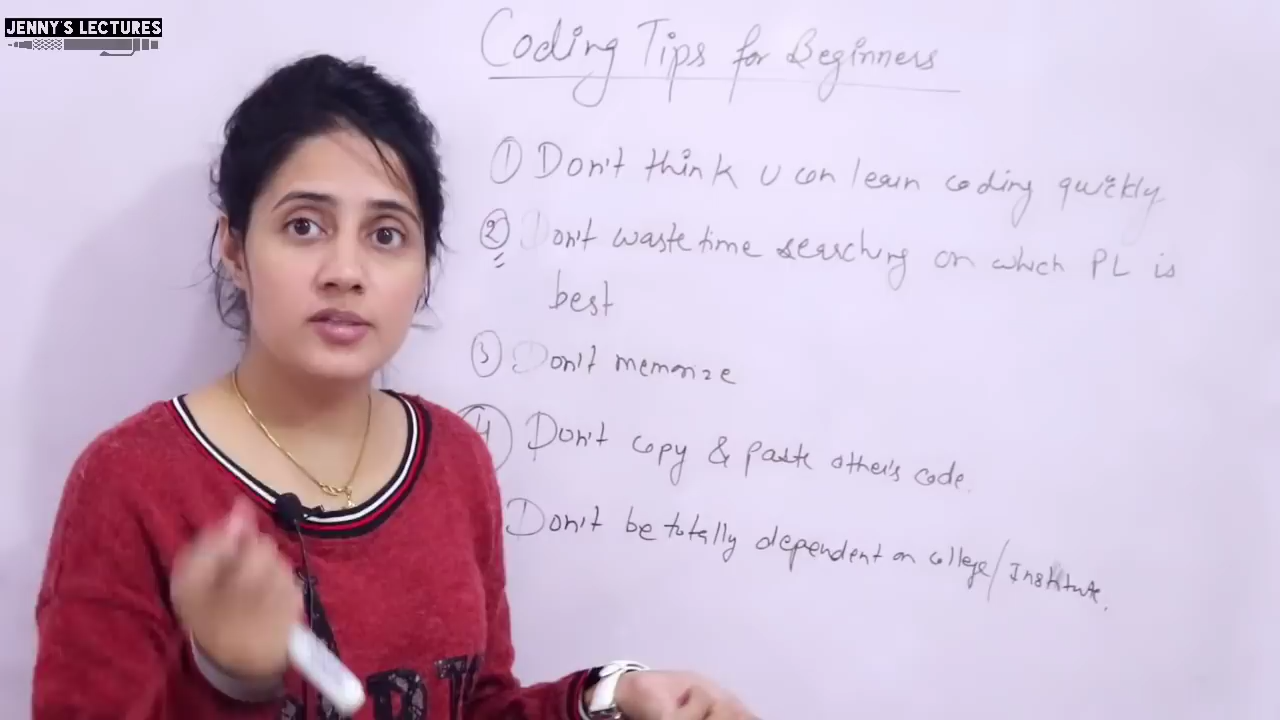 JENNY'S LECTURES
Coding Tips for Beginners
① Don't think u can learn coding quickly
② Don't waste time searching on which PL is
best
③ Don't memorize
④ Don't copy & paste other's code.
Don't be totally dependent on college/Institute.